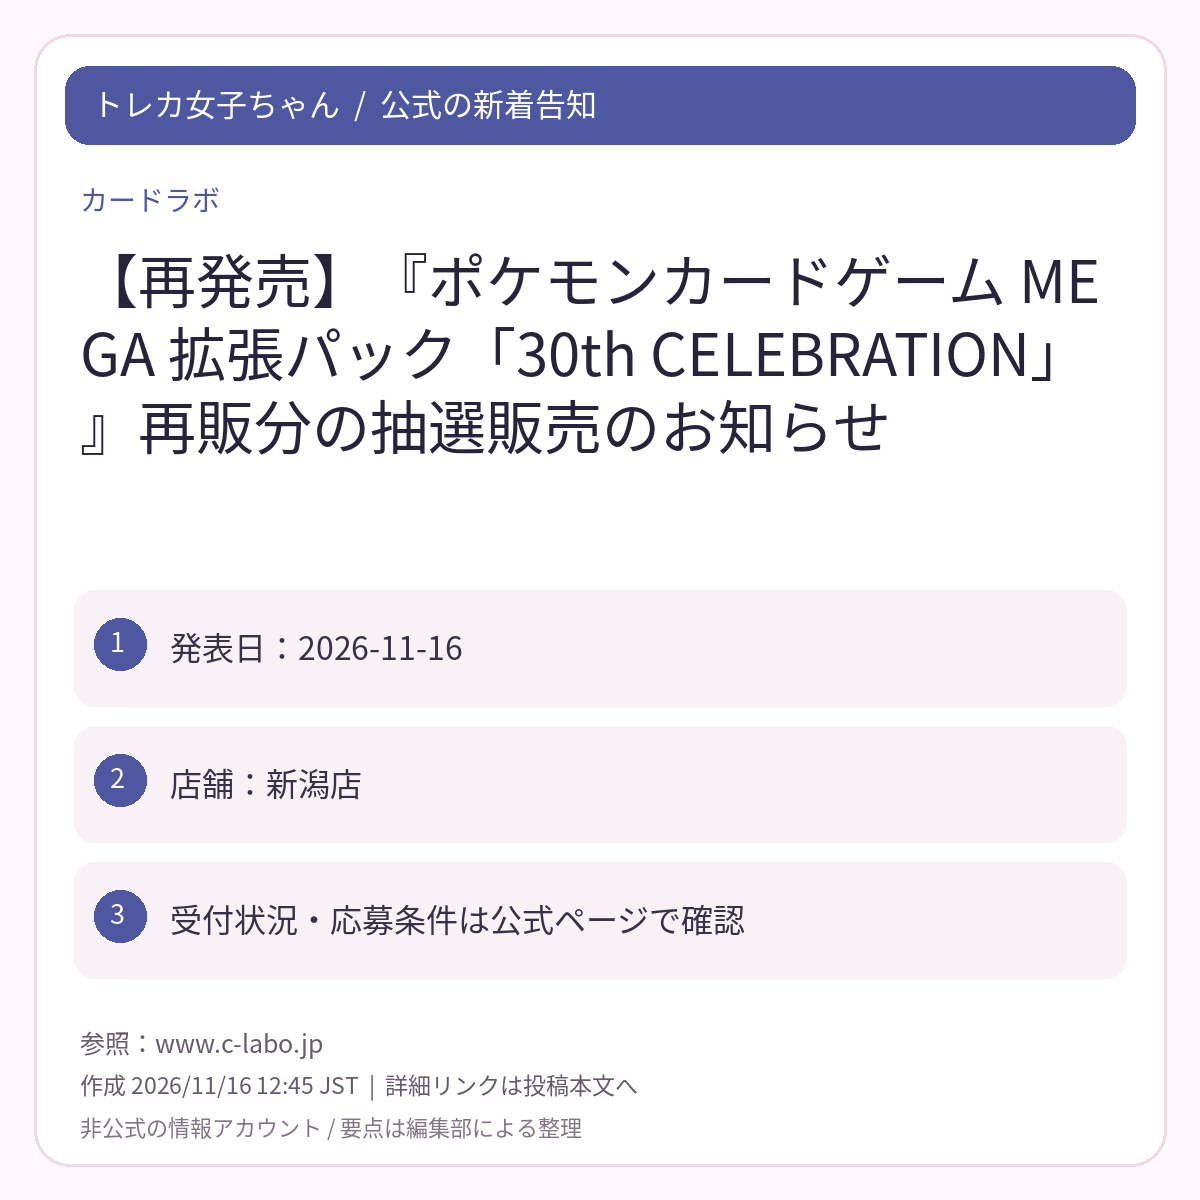 トレカ女子ちゃん / 公式の新着告知
カードラボ
【再発売】『ポケモンカードゲーム ME
GA 拡張パック「30th CELEBRATION」
』再販分の抽選販売のお知らせ
1 発表日：2026-11-16
2 店舗：新潟店
3 受付状況・応募条件は公式ページで確認
参照：www.c-labo.jp
作成 2026/11/16 12:45 JST | 詳細リンクは投稿本文へ
非公式の情報アカウント / 要点は編集部による整理